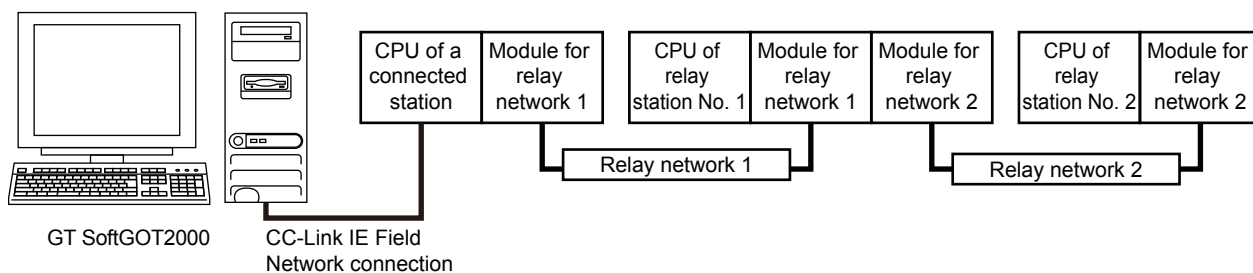 CPU of a
connected
station
Module for
relay
network 1
CPU of
relay
station No. 1
Module for
relay
network 1
Module for
relay
network 2
CPU of
relay
station No. 2
Module for
relay
network 2
Relay network 1
Relay network 2
GT SoftGOT2000
CC-Link IE Field
Network connection